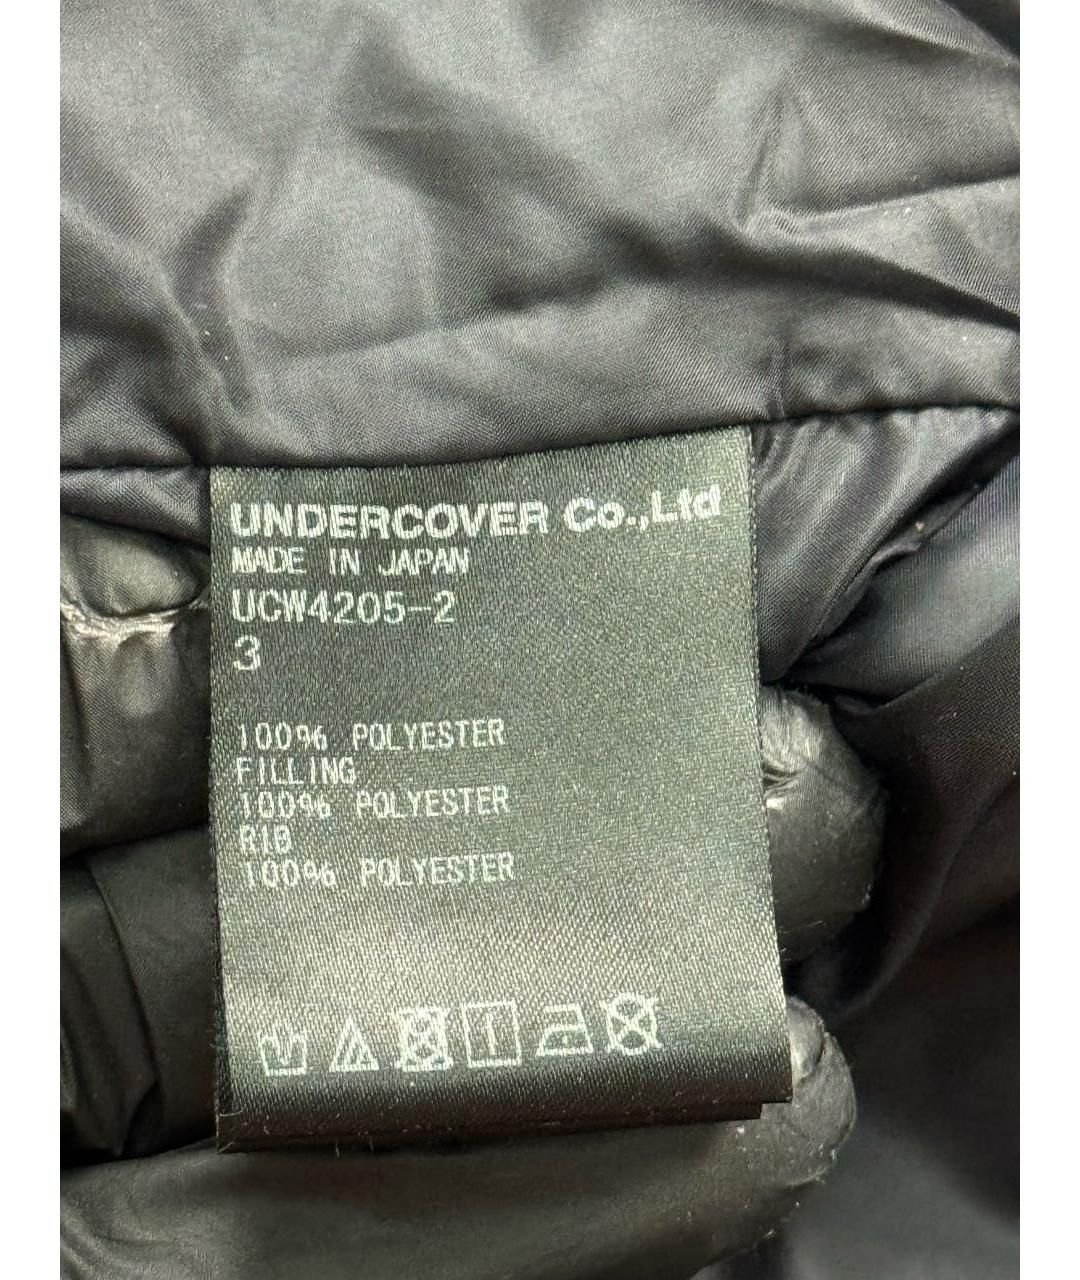 UNDERCOVER Co.,Ltd
MADE IN JAPAN
UCW4205-2
3
100% POLYESTER
FILLING
100% POLYESTER
RIB
100% POLYESTER